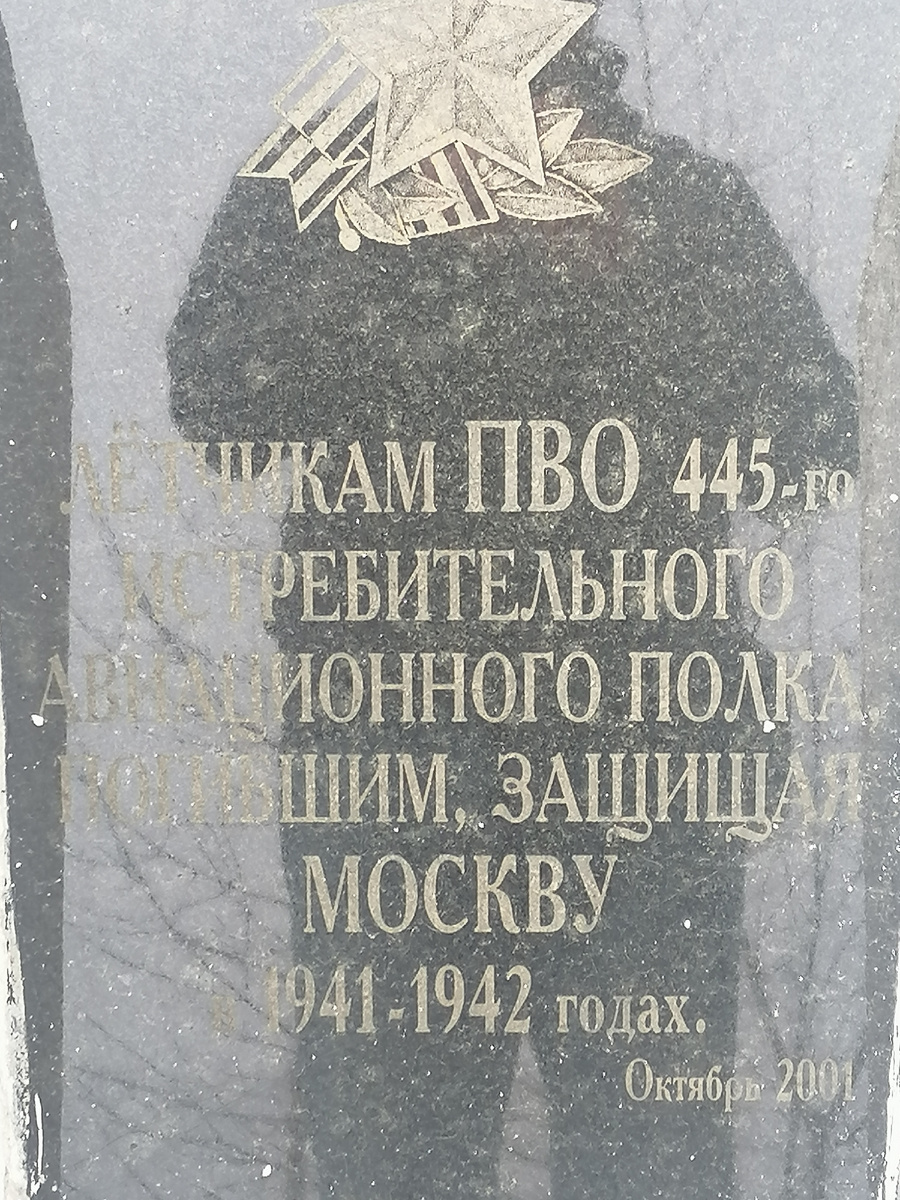 ЛЁТЧИКАМ ПВО 445-го
ИСТРЕБИТЕЛЬНОГО
АВИАЦИОННОГО ПОЛКА,
ПОГИБШИМ, ЗАЩИЩАЯ
МОСКВУ
в 1941-1942 годах.
Октябрь 2001